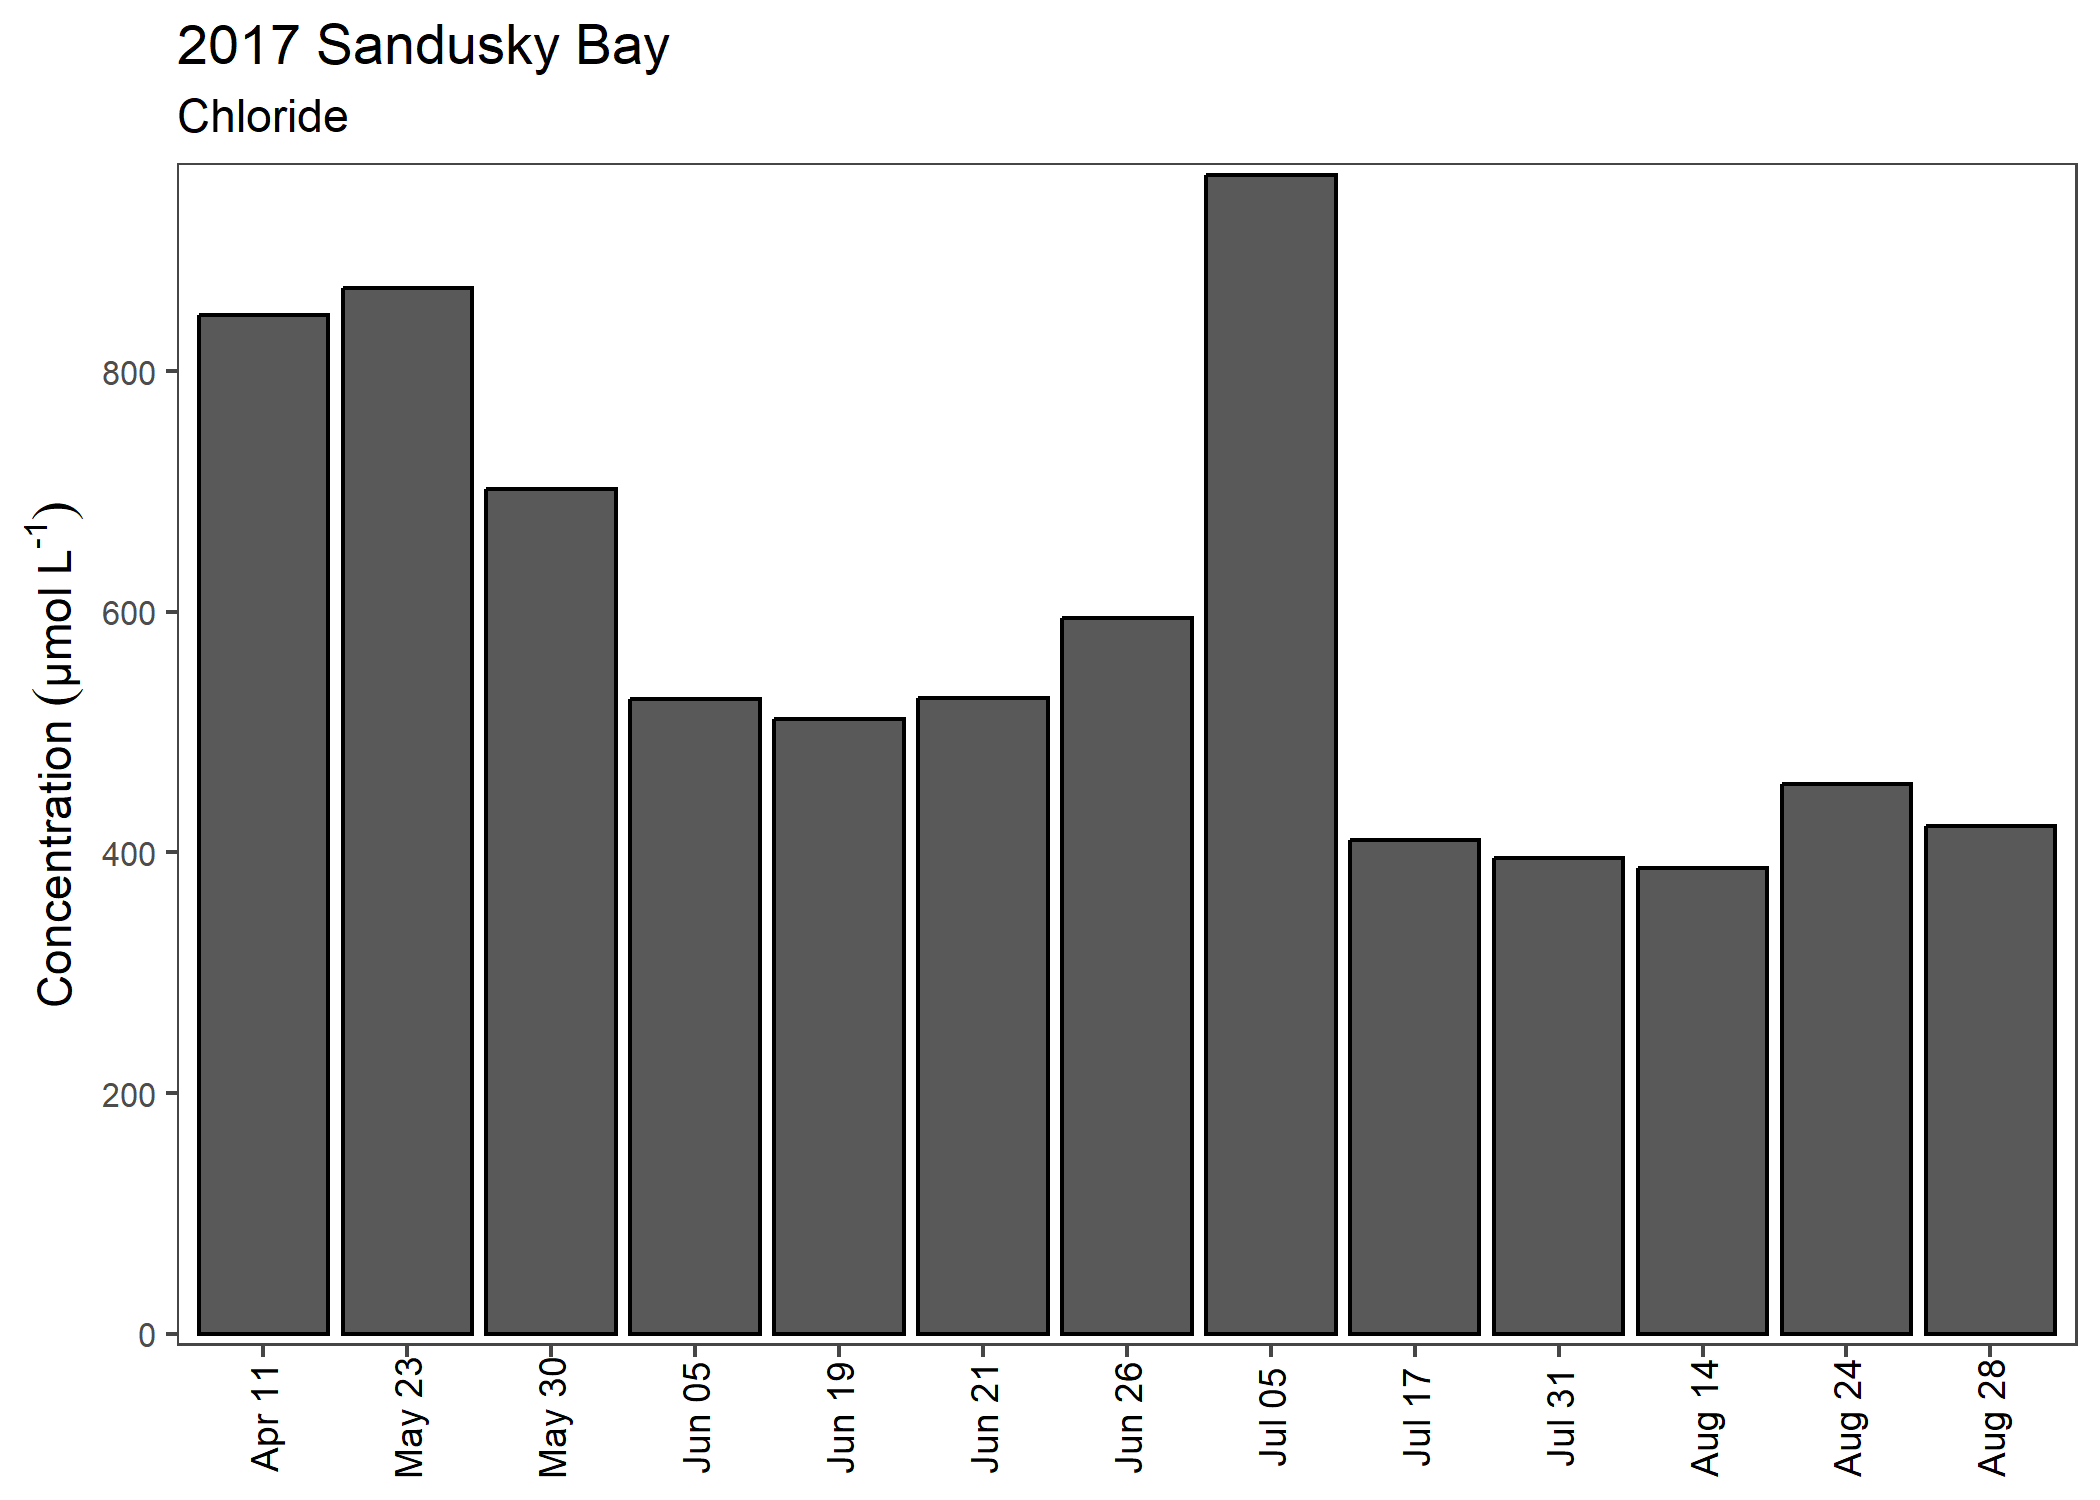 2017 Sandusky Bay
Chloride
Concentration (µmol L⁻¹)
800
600
400
200
0
Apr 11
May 23
May 30
Jun 05
Jun 19
Jun 21
Jun 26
Jul 05
Jul 17
Jul 31
Aug 14
Aug 24
Aug 28